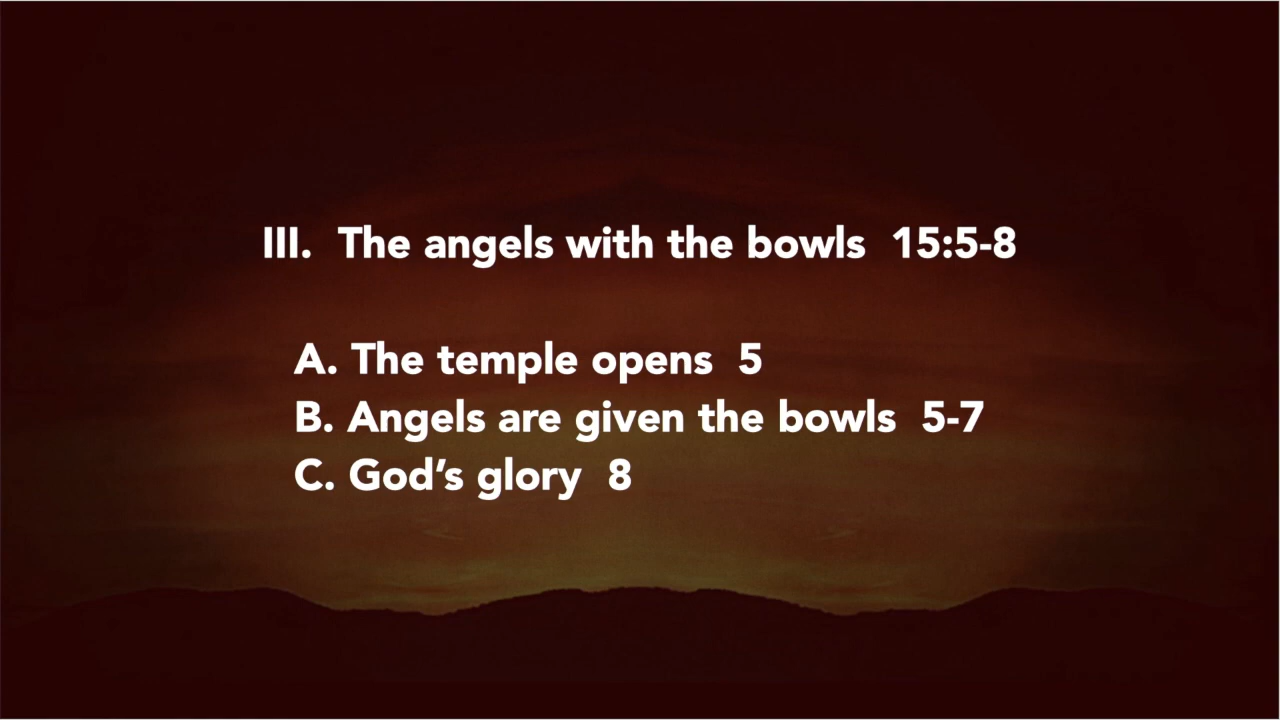 III. The angels with the bowls 15:5-8
A. The temple opens 5
B. Angels are given the bowls 5-7
C. God’s glory 8